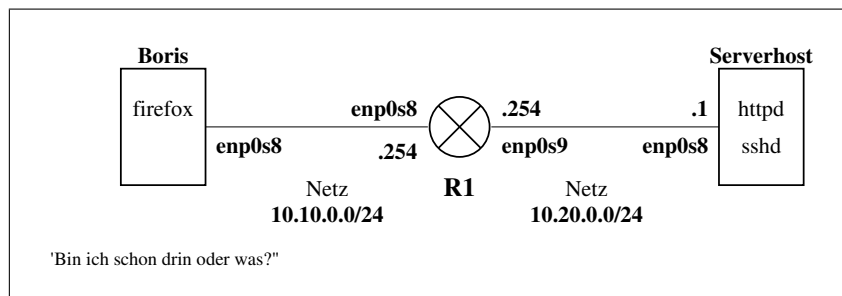 Boris
Serverhost
firefox
enp0s8
.254
.1
httpd
enp0s8
.254
enp0s9
enp0s8
sshd
R1
Netz
10.10.0.0/24
Netz
10.20.0.0/24
'Bin ich schon drin oder was?"